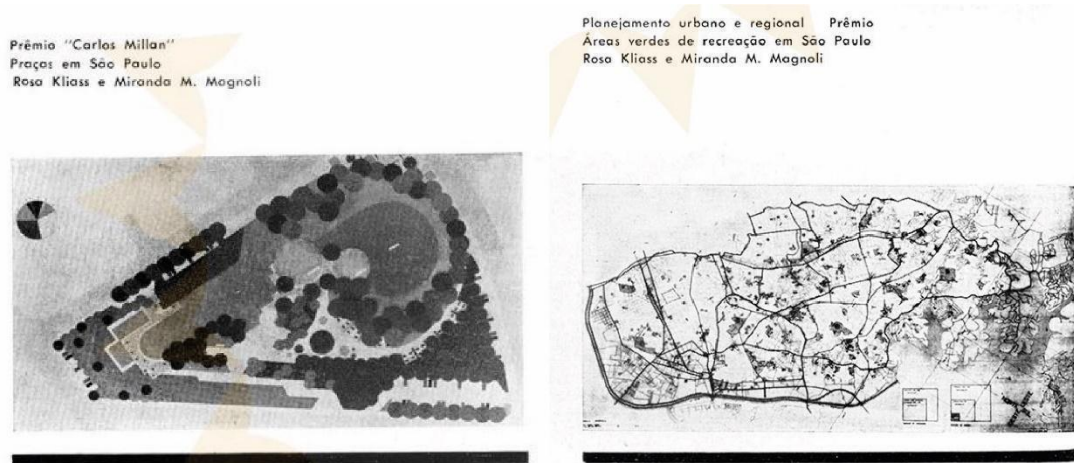 Prêmio "Carlos Millan"
Praças em São Paulo
Rosa Kliass e Miranda M. Magnoli
Planejamento urbano e regional Prêmio
Áreas verdes de recreação em São Paulo
Rosa Kliass e Miranda M. Magnoli